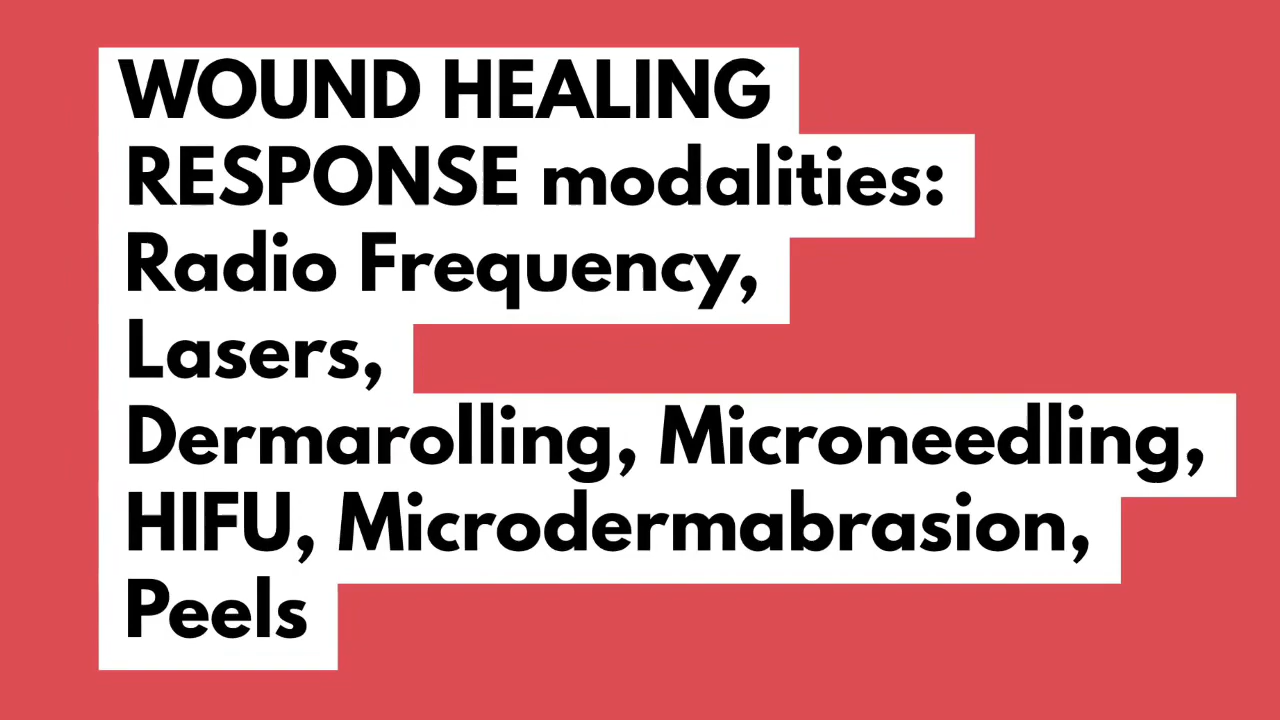 WOUND HEALING
RESPONSE modalities:
Radio Frequency,
Lasers,
Dermarolling, Microneedling,
HIFU, Microdermabrasion,
Peels